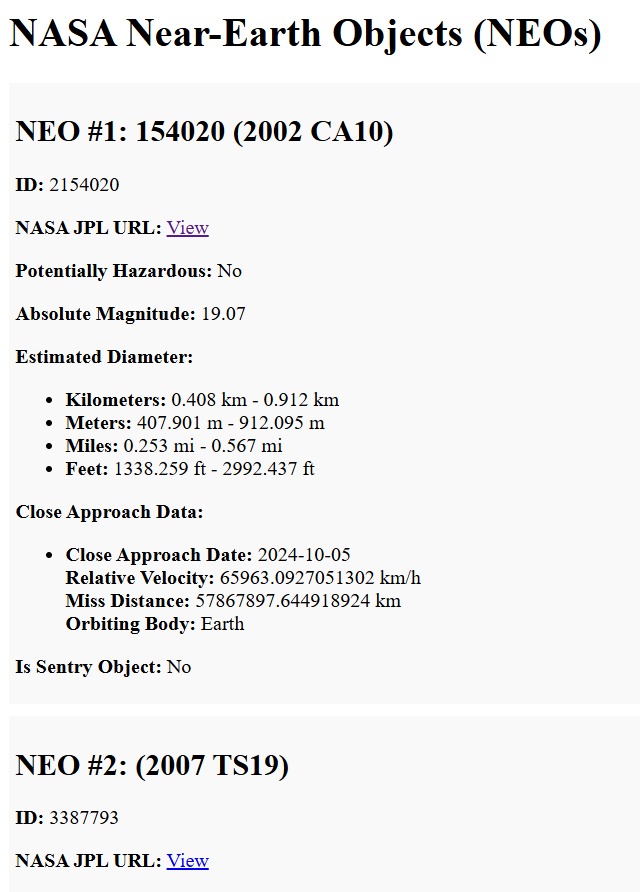 NASA Near-Earth Objects (NEOs)
NEO #1: 154020 (2002 CA10)
ID: 2154020
NASA JPL URL: View
Potentially Hazardous: No
Absolute Magnitude: 19.07
Estimated Diameter:
• Kilometers: 0.408 km - 0.912 km
• Meters: 407.901 m - 912.095 m
• Miles: 0.253 mi - 0.567 mi
• Feet: 1338.259 ft - 2992.437 ft
Close Approach Data:
• Close Approach Date: 2024-10-05
Relative Velocity: 65963.0927051302 km/h
Miss Distance: 57867897.644918924 km
Orbiting Body: Earth
Is Sentry Object: No
NEO #2: (2007 TS19)
ID: 3387793
NASA JPL URL: View